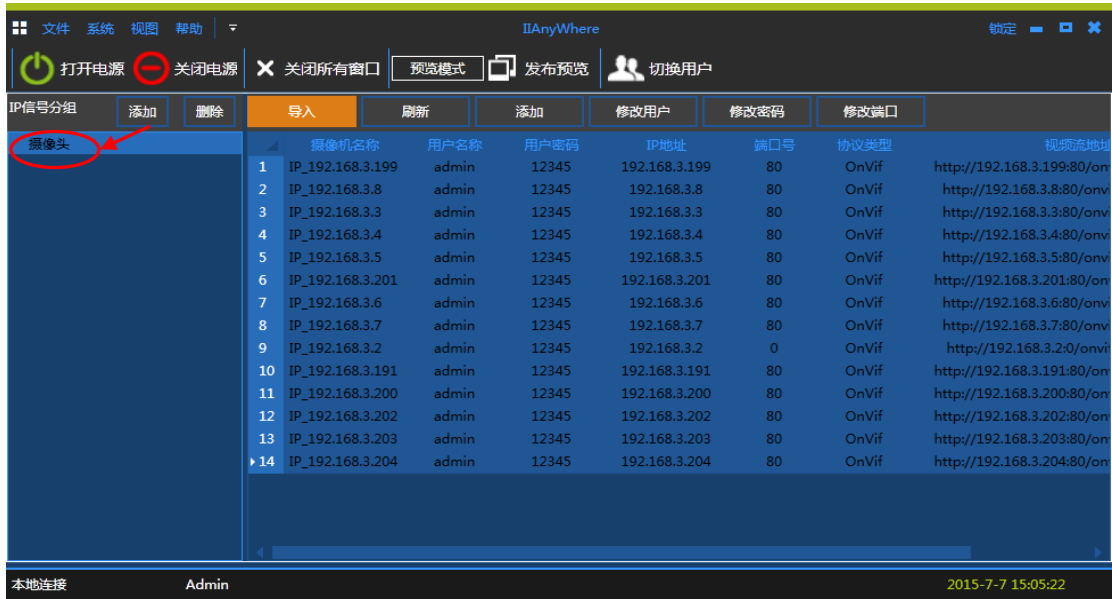 文件 系统 视图 帮助 IIAnyWhere 锁定
打开电源 关闭电源 关闭所有窗口 预览模式 发布预览 切换用户
IP信号分组 添加 删除 导入 刷新 添加 修改用户 修改密码 修改端口
摄像头
摄像机名称 用户名称 用户密码 IP地址 端口号 协议类型 视频流地址
1 IP_192.168.3.199 admin 12345 192.168.3.199 80 OnVif http://192.168.3.199:80/on
2 IP_192.168.3.8 admin 12345 192.168.3.8 80 OnVif http://192.168.3.8:80/onvi
3 IP_192.168.3.3 admin 12345 192.168.3.3 80 OnVif http://192.168.3.3:80/onvi
4 IP_192.168.3.4 admin 12345 192.168.3.4 80 OnVif http://192.168.3.4:80/onvi
5 IP_192.168.3.5 admin 12345 192.168.3.5 80 OnVif http://192.168.3.5:80/onvi
6 IP_192.168.3.201 admin 12345 192.168.3.201 80 OnVif http://192.168.3.201:80/on
7 IP_192.168.3.6 admin 12345 192.168.3.6 80 OnVif http://192.168.3.6:80/onvi
8 IP_192.168.3.7 admin 12345 192.168.3.7 80 OnVif http://192.168.3.7:80/onvi
9 IP_192.168.3.2 admin 12345 192.168.3.2 0 OnVif http://192.168.3.2:0/onvi
10 IP_192.168.3.191 admin 12345 192.168.3.191 80 OnVif http://192.168.3.191:80/on
11 IP_192.168.3.200 admin 12345 192.168.3.200 80 OnVif http://192.168.3.200:80/on
12 IP_192.168.3.202 admin 12345 192.168.3.202 80 OnVif http://192.168.3.202:80/on
13 IP_192.168.3.203 admin 12345 192.168.3.203 80 OnVif http://192.168.3.203:80/on
14 IP_192.168.3.204 admin 12345 192.168.3.204 80 OnVif http://192.168.3.204:80/on
本地连接 Admin 2015-7-7 15:05:22